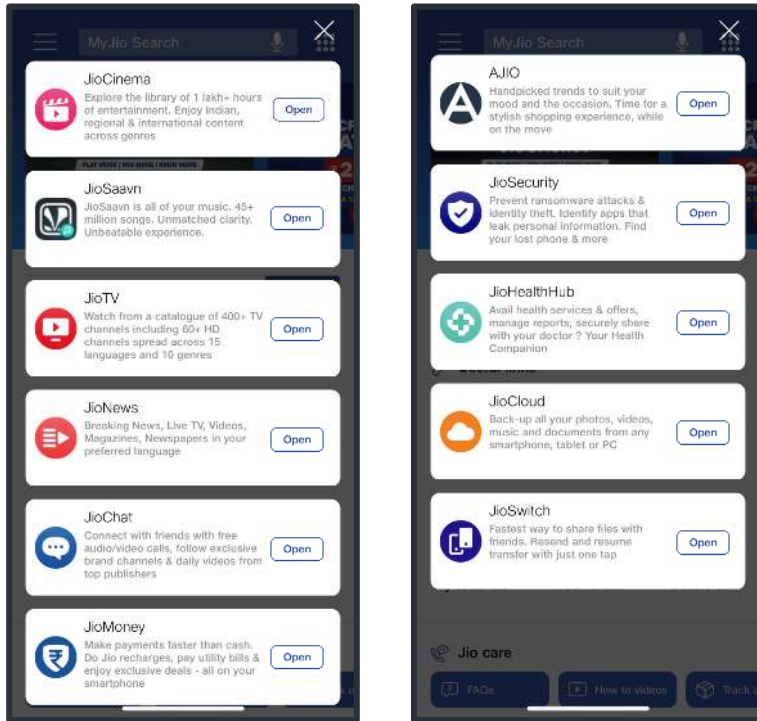 MyJio Search
JioCinema
Explore the library of 1 lakh+ hours
of entertainment. Enjoy Indian,
regional & international content
across genres
Open
PLAY MORE | WIN MORE | KNOW MORE
JioSaavn
JioSaavn is all of your music. 45+
million songs. Unmatched clarity.
Unbeatable experience.
Open
JioTV
Watch from a catalogue of 400+ TV
channels including 60+ HD
channels spread across 15
languages and 10 genres
Open
JioNews
Breaking News, Live TV, Videos,
Magazines, Newspapers in your
preferred language
Open
JioChat
Connect with friends with free
audio/video calls, follow exclusive
brand channels & daily videos from
top publishers
Open
JioMoney
Make payments faster than cash.
Do Jio recharges, pay utility bills &
enjoy exclusive deals - all on your
smartphone
Open
MyJio Search
AJIO
Handpicked trends to suit your
mood and the occasion. Time for a
stylish shopping experience, while
on the move
Open
JioSecurity
Prevent ransomware attacks &
identity theft. Identify apps that
leak personal information. Find
your lost phone & more
Open
JioHealthHub
Avail health services & offers,
manage reports, securely share
with your doctor ? Your Health
Companion
Open
JioCloud
Back-up all your photos, videos,
music and documents from any
smartphone, tablet or PC
Open
JioSwitch
Fastest way to share files with
friends. Resend and resume
transfer with just one tap
Open
Jio care
FAQs
How to videos
Track